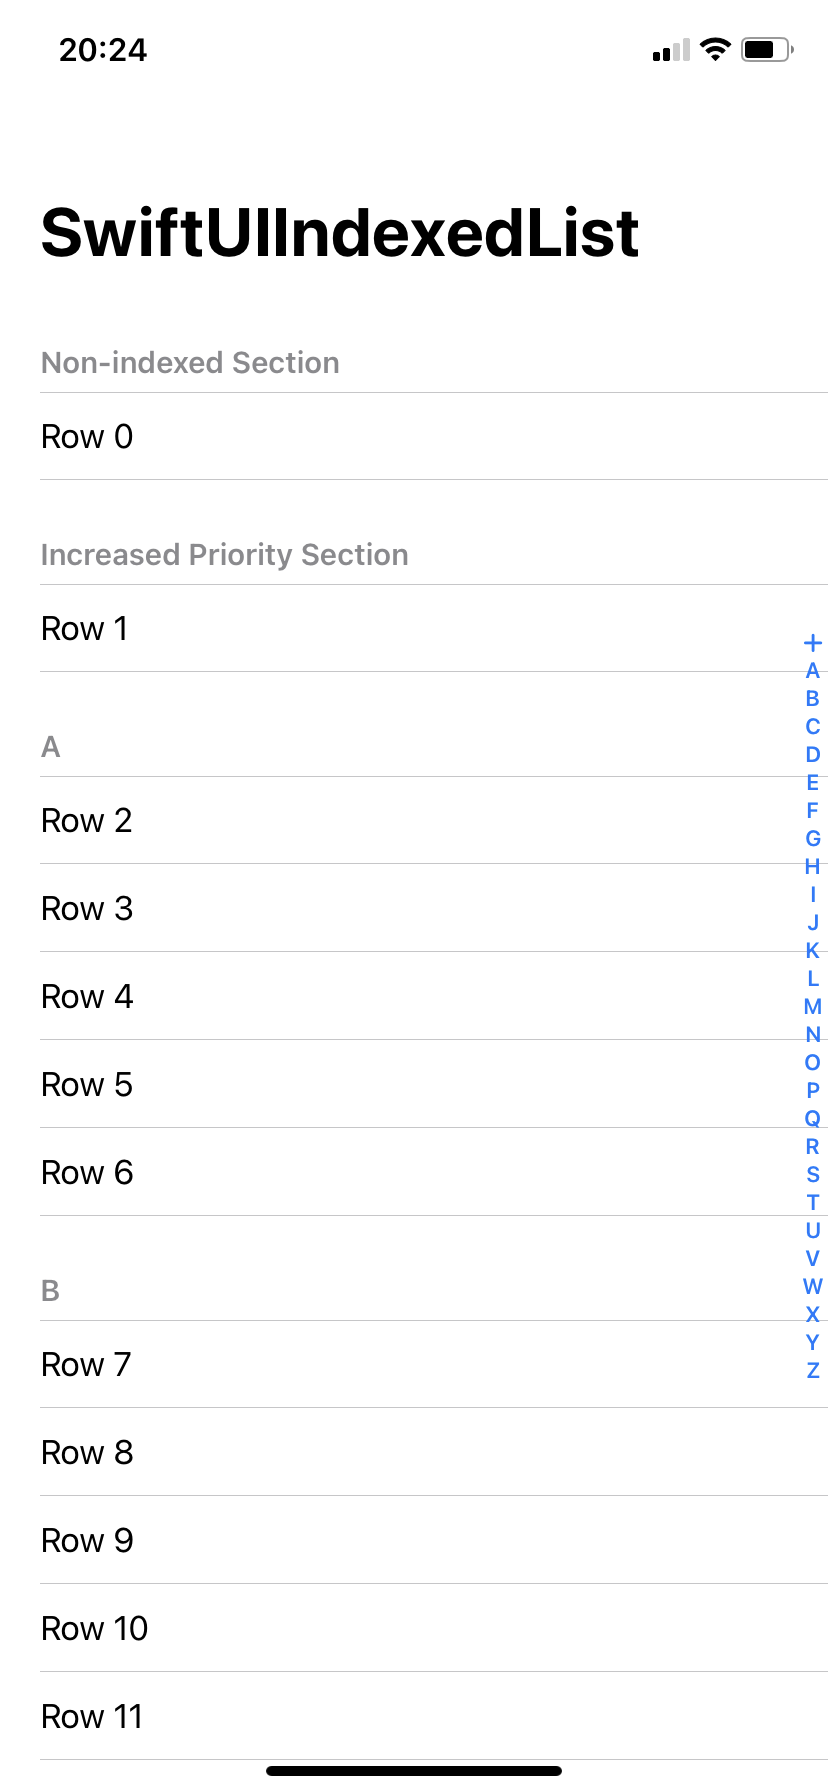 20:24
SwiftUIIndexedList
Non-indexed Section
Row 0
Increased Priority Section
Row 1
A
Row 2
Row 3
Row 4
Row 5
Row 6
B
Row 7
Row 8
Row 9
Row 10
Row 11
+
A
B
C
D
E
F
G
H
I
J
K
L
M
N
O
P
Q
R
S
T
U
V
W
X
Y
Z